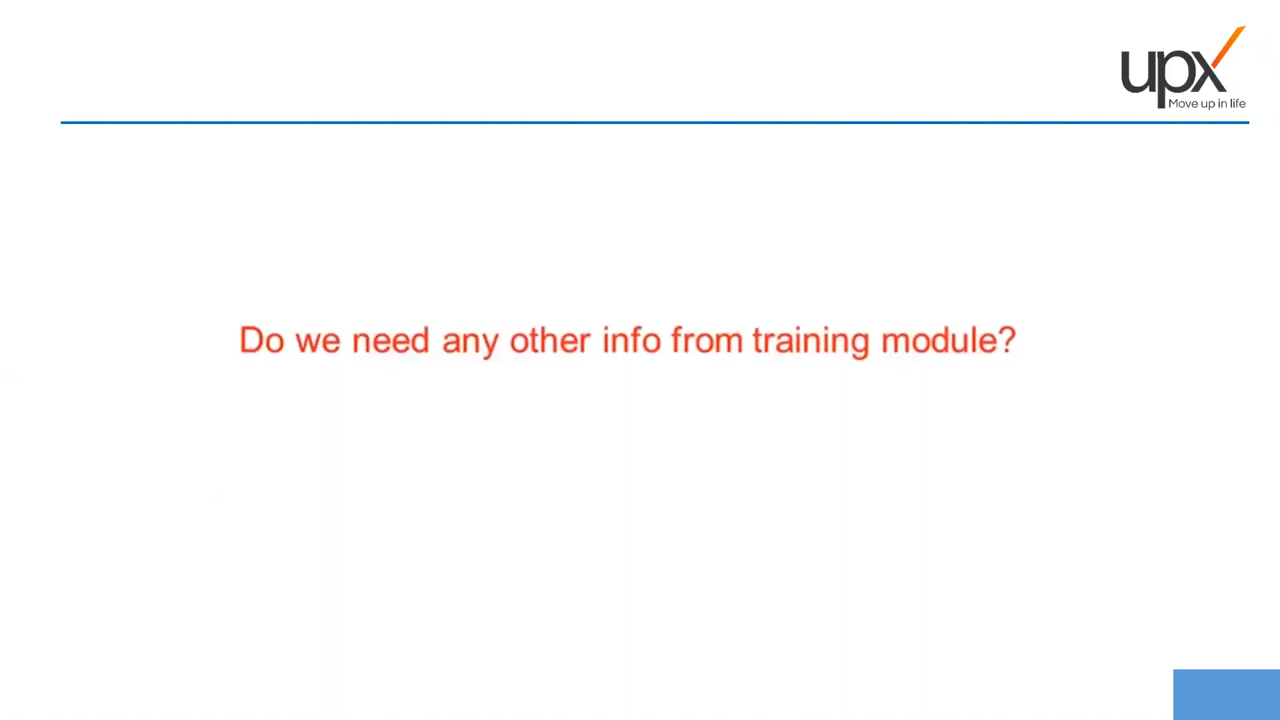 upx
Move up in life
Do we need any other info from training module?